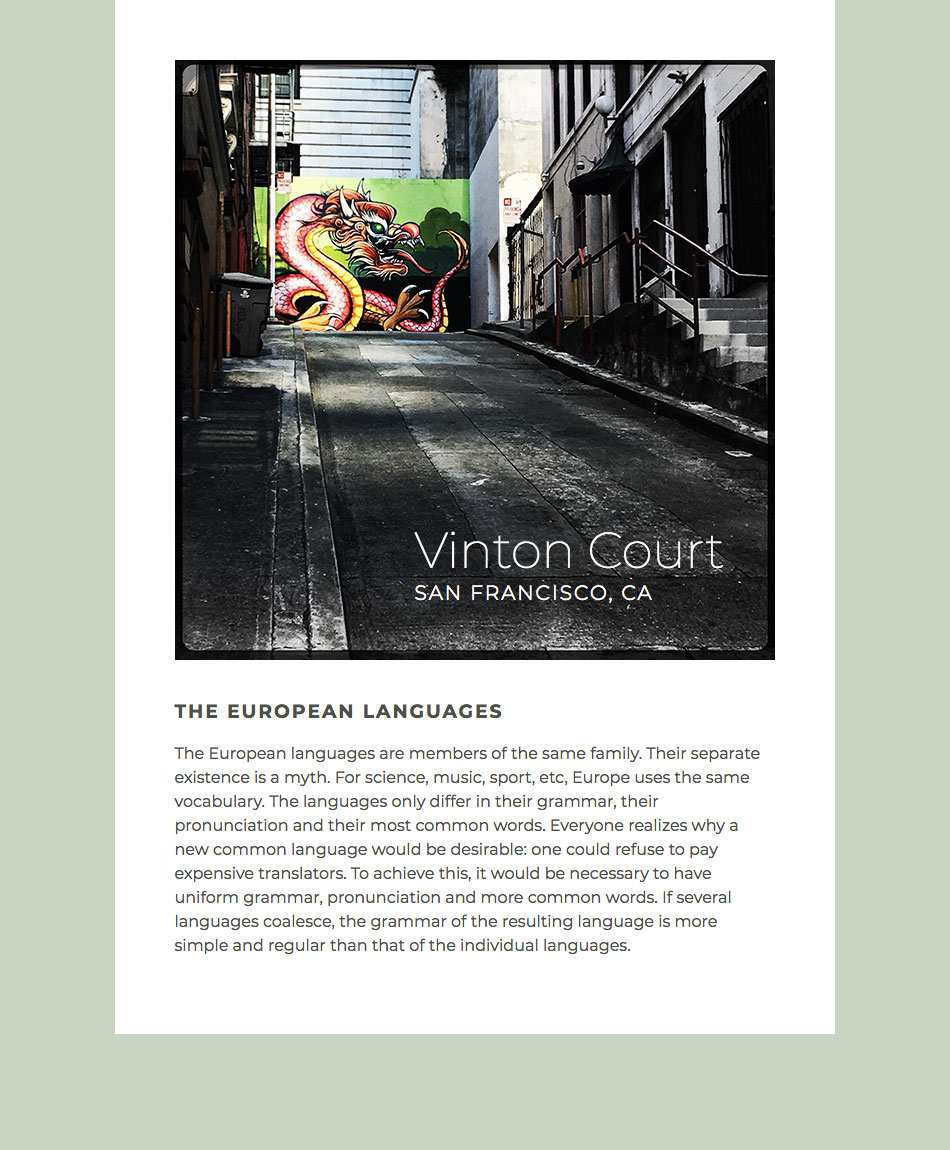 Vinton Court
SAN FRANCISCO, CA
THE EUROPEAN LANGUAGES
The European languages are members of the same family. Their separate
existence is a myth. For science, music, sport, etc, Europe uses the same
vocabulary. The languages only differ in their grammar, their
pronunciation and their most common words. Everyone realizes why a
new common language would be desirable: one could refuse to pay
expensive translators. To achieve this, it would be necessary to have
uniform grammar, pronunciation and more common words. If several
languages coalesce, the grammar of the resulting language is more
simple and regular than that of the individual languages.